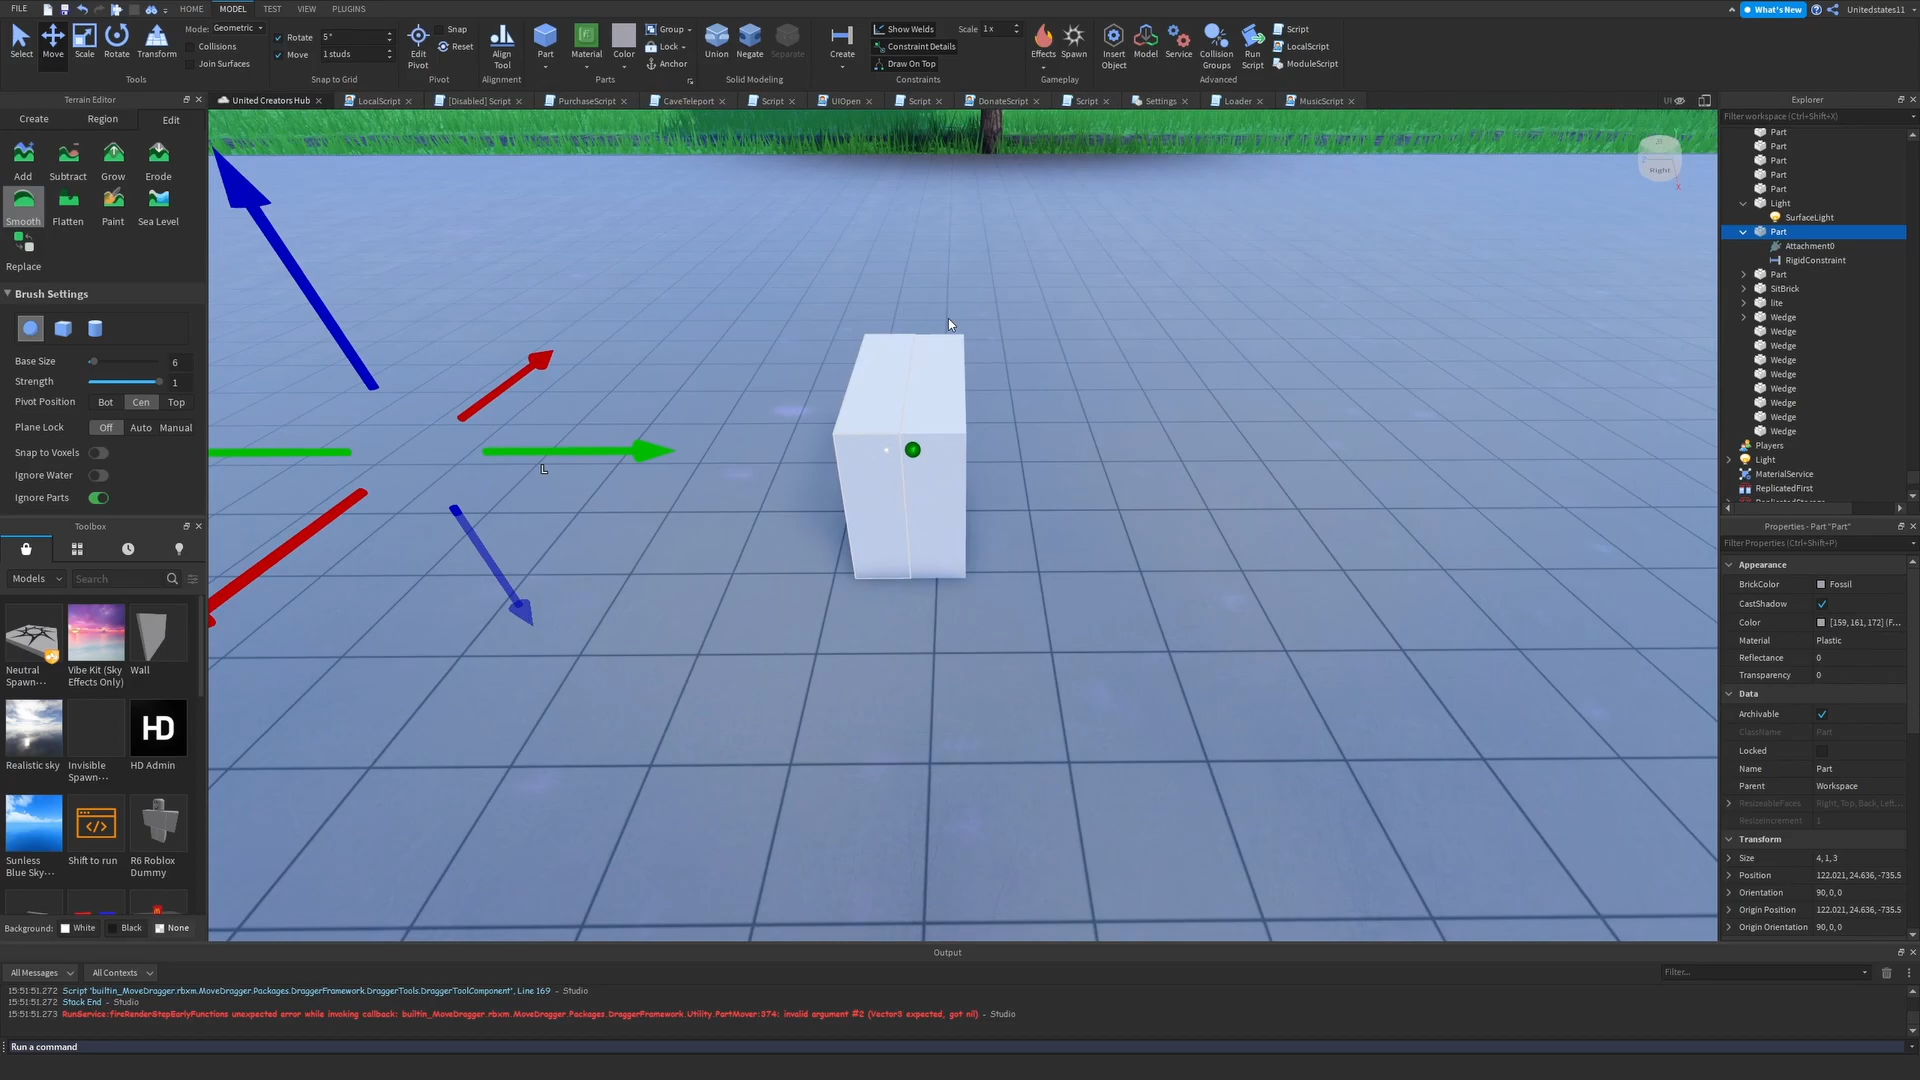 FILE
HOME
MODEL
TEST
VIEW
PLUGINS
What's New
Unitedstates11
Select
Move
Scale
Rotate
Transform
Mode:
Geometric
Collisions
Join Surfaces
Tools
Rotate
5°
Move
1 studs
Snap to Grid
Edit
Pivot
Snap
Reset
Pivot
Align
Tool
Alignment
Part
Material
Color
Group
Lock
Anchor
Parts
Union
Negate
Separate
Solid Modeling
Create
Show Welds
Scale
1x
Constraint Details
Draw On Top
Constraints
Effects
Spawn
Gameplay
Insert
Object
Model
Service
Collision
Groups
Run
Script
Script
LocalScript
ModuleScript
Advanced
Terrain Editor
United Creators Hub
LocalScript
[Disabled] Script
PurchaseScript
CaveTeleport
Script
UIOpen
Script
DonateScript
Script
Settings
Loader
MusicScript
UI
Create
Region
Edit
Add
Subtract
Grow
Erode
Smooth
Flatten
Paint
Sea Level
Replace
Brush Settings
Base Size
6
Strength
1
Pivot Position
Bot
Cen
Top
Plane Lock
Off
Auto
Manual
Snap to Voxels
Ignore Water
Ignore Parts
Toolbox
Models
Search
Neutral
Spawn···
Vibe Kit (Sky
Effects Only)
Wall
HD
Realistic sky
Invisible
Spawn···
HD Admin
Sunless
Blue Sky···
Shift to run
R6 Roblox
Dummy
Background:
White
Black
None
L
Right
X
Explorer
Filter workspace (Ctrl+Shift+X)
Part
Part
Part
Part
Part
Light
SurfaceLight
Part
Attachment0
RigidConstraint
Part
SitBrick
lite
Wedge
Wedge
Wedge
Wedge
Wedge
Wedge
Wedge
Wedge
Wedge
Players
Light
MaterialService
ReplicatedFirst
ReplicatedStorage
Properties - Part "Part"
Filter Properties (Ctrl+Shift+P)
Appearance
BrickColor
Fossil
CastShadow
Color
[159, 161, 172] (F...
Material
Plastic
Reflectance
0
Transparency
0
Data
Archivable
ClassName
Part
Locked
Name
Part
Parent
Workspace
ResizeableFaces
Right, Top, Back, Left...
ResizeIncrement
1
Transform
Size
4, 1, 3
Position
122.021, 24.636, -735.5
Orientation
90, 0, 0
Origin Position
122.021, 24.636, -735.5
Origin Orientation
90, 0, 0
Output
All Messages
All Contexts
Filter...
15:51:51.272 Script 'builtin_MoveDragger.rbxm.MoveDragger.Packages.DraggerFramework.DraggerTools.DraggerToolComponent', Line 169 - Studio
15:51:51.272 Stack End - Studio
15:51:51.273 RunService:fireRenderStepEarlyFunctions unexpected error while invoking callback: builtin_MoveDragger.rbxm.MoveDragger.Packages.DraggerFramework.Utility.PartMover:374: invalid argument #2 (Vector3 expected, got nil) - Studio
Run a command